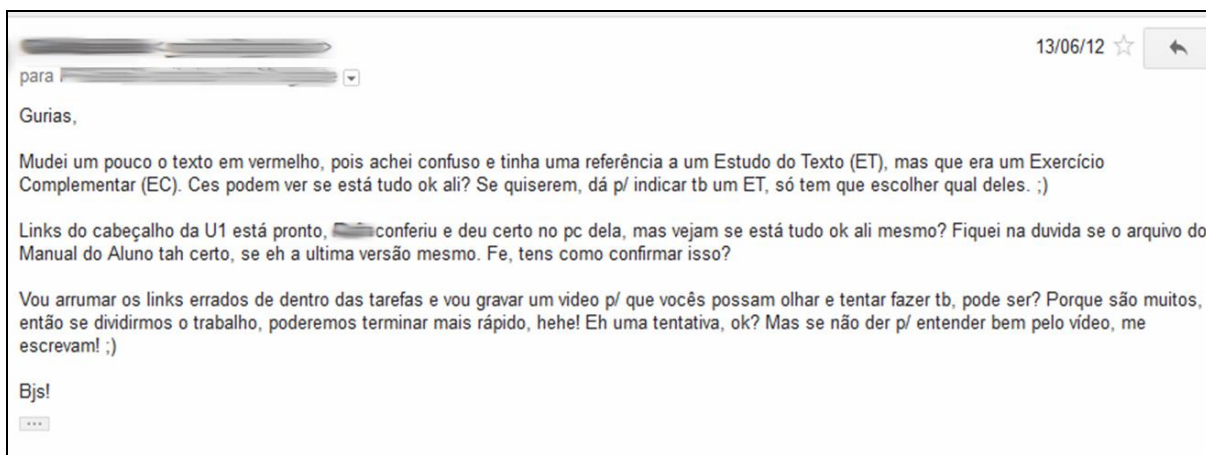 13/06/12
para
Gurias,
Mudei um pouco o texto em vermelho, pois achei confuso e tinha uma referência a um Estudo do Texto (ET), mas que era um Exercício
Complementar (EC). Ces podem ver se está tudo ok ali? Se quiserem, dá p/ indicar tb um ET, só tem que escolher qual deles. ;)
Links do cabeçalho da U1 está pronto, conferiu e deu certo no pc dela, mas vejam se está tudo ok ali mesmo? Fiquei na duvida se o arquivo do
Manual do Aluno tah certo, se eh a ultima versão mesmo. Fe, tens como confirmar isso?
Vou arrumar os links errados de dentro das tarefas e vou gravar um video p/ que vocês possam olhar e tentar fazer tb, pode ser? Porque são muitos,
então se dividirmos o trabalho, poderemos terminar mais rápido, hehe! Eh uma tentativa, ok? Mas se não der p/ entender bem pelo vídeo, me
escrevam! ;)
Bjs!